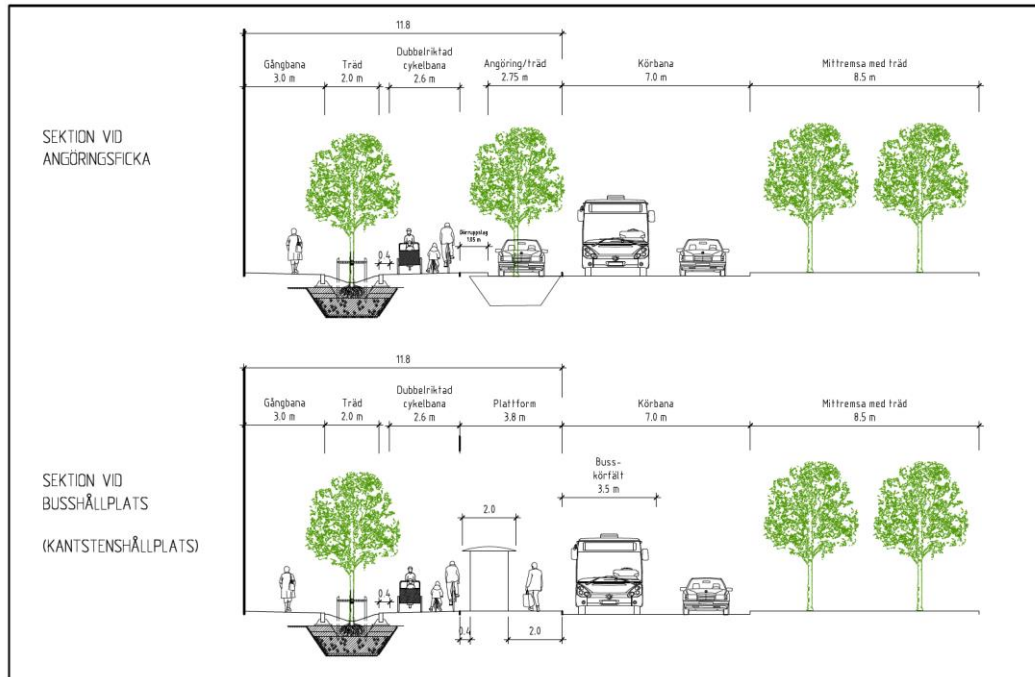 11.8
Gångbana
3.0 m
Träd
2.0 m
Dubbelriktad
cykelbana
2.6 m
Angöring/träd
2.75 m
Körbana
7.0 m
Mittremsa med träd
8.5 m
SEKTION VID
ANGÖRINGSFICKA
0.4
Dörruppslag
1.05 m
11.8
Gångbana
3.0 m
Träd
2.0 m
Dubbelriktad
cykelbana
2.6 m
Plattform
3.8 m
Körbana
7.0 m
Mittremsa med träd
8.5 m
SEKTION VID
BUSSHÅLLPLATS
(KANTSTENSHÅLLPLATS)
Buss-
körfält
3.5 m
2.0
0.4
0.4
2.0